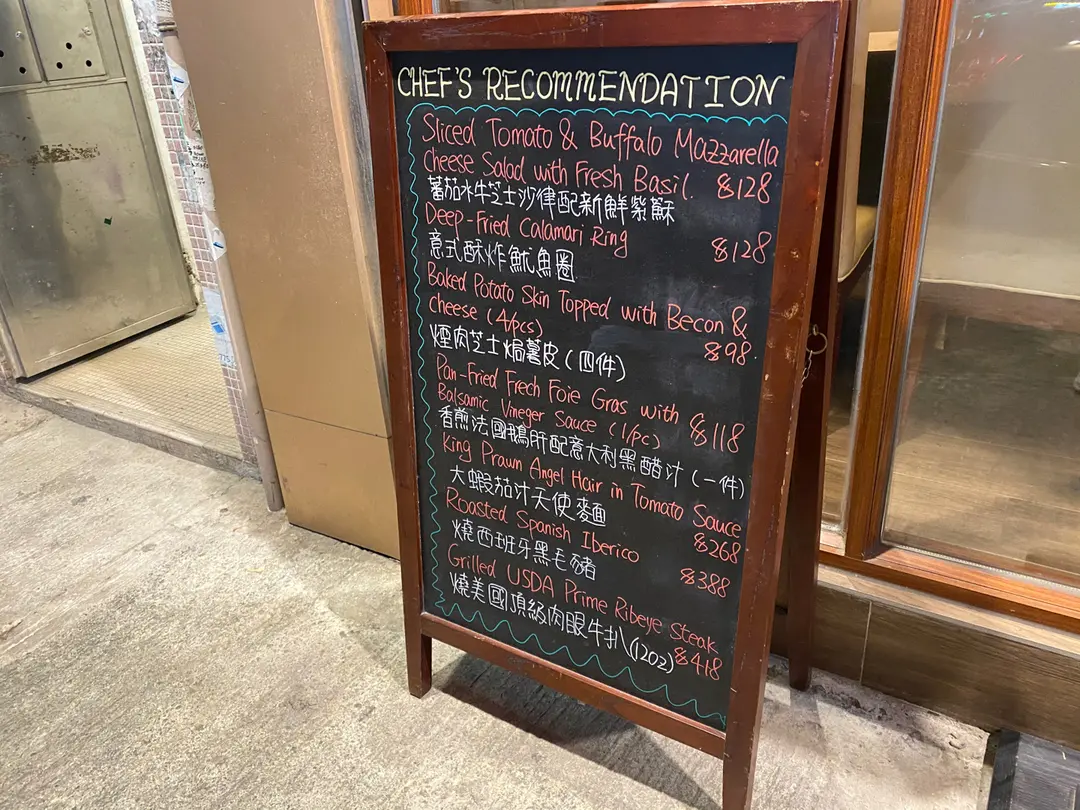 CHEF'S RECOMMENDATION
Sliced Tomato & Buffalo Mazzarella
Cheese Salad with Fresh Basil. $128
蕃茄水牛芝士沙律配新鮮紫蘇
Deep-Fried Calamari Ring $128
意式酥炸魷魚圈
Baked Potato Skin Topped with Becon &
cheese (4/pcs) $98
煙肉芝士焗薯皮(四件)
Pan-Fried Frech Foie Gras with
Balsamic Vineger Sauce (1/pc) $118
香煎法國鵝肝配意大利黑醋汁(一件)
King Prawn Angel Hair in Tomato Sauce
大蝦茄汁天使麵 $268
Roasted Spanish Iberico
燒西班牙黑毛豬 $388
Grilled USDA Prime Ribeye Steak
燒美國頂級肉眼牛扒(12oz) $418